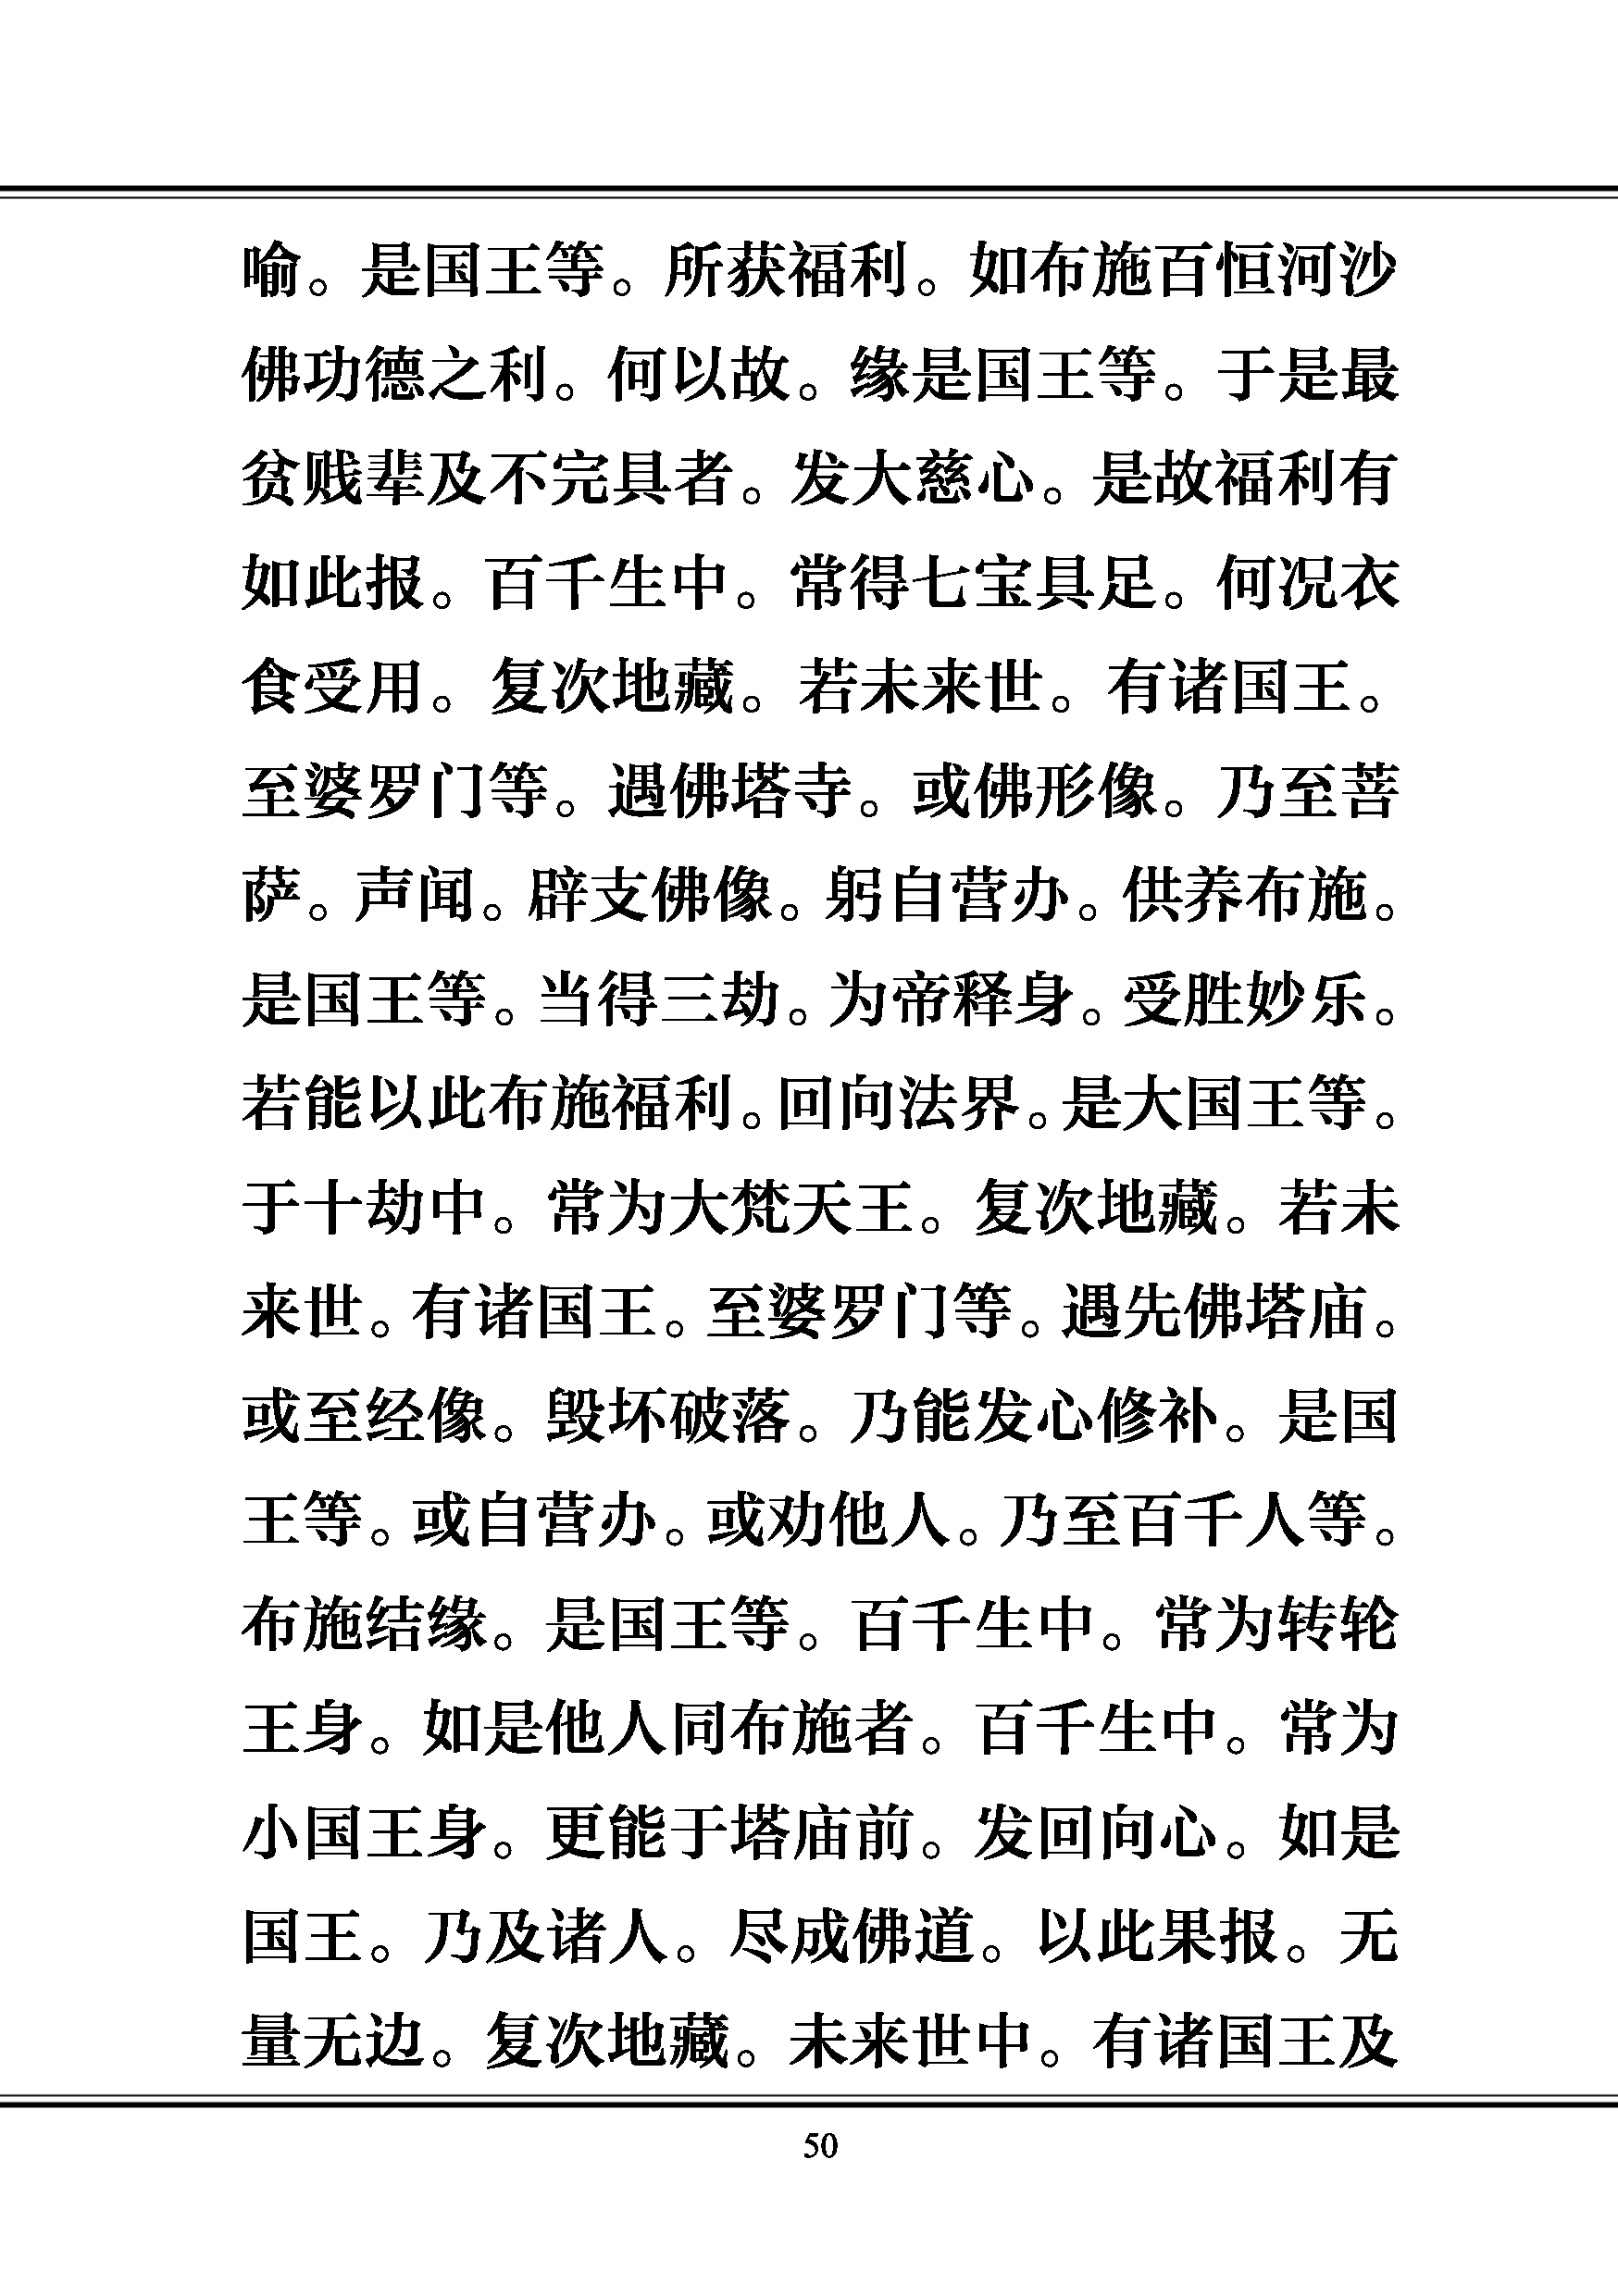 喻。是国王等。所获福利。如布施百恒河沙
佛功德之利。何以故。缘是国王等。于是最
贫贱辈及不完具者。发大慈心。是故福利有
如此报。百千生中。常得七宝具足。何况衣
食受用。复次地藏。若未来世。有诸国王。
至婆罗门等。遇佛塔寺。或佛形像。乃至菩
萨。声闻。辟支佛像。躬自营办。供养布施。
是国王等。当得三劫。为帝释身。受胜妙乐。
若能以此布施福利。回向法界。是大国王等。
于十劫中。常为大梵天王。复次地藏。若未
来世。有诸国王。至婆罗门等。遇先佛塔庙。
或至经像。毁坏破落。乃能发心修补。是国
王等。或自营办。或劝他人。乃至百千人等。
布施结缘。是国王等。百千生中。常为转轮
王身。如是他人同布施者。百千生中。常为
小国王身。更能于塔庙前。发回向心。如是
国王。乃及诸人。尽成佛道。以此果报。无
量无边。复次地藏。未来世中。有诸国王及
50